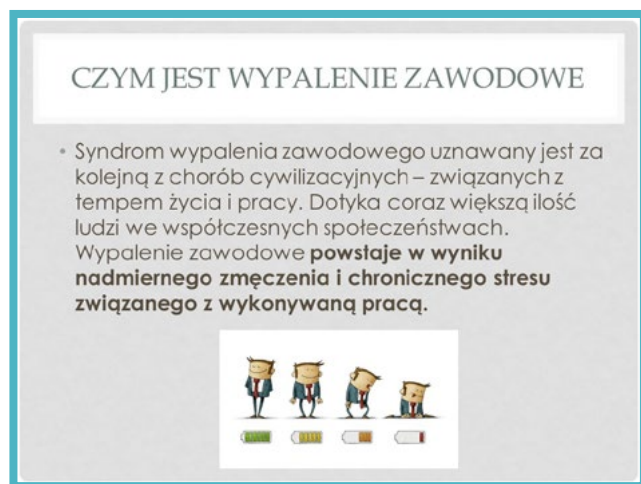 CZYM JEST WYPALENIE ZAWODOWE
• Syndrom wypalenia zawodowego uznawany jest za
kolejną z chorób cywilizacyjnych – związanych z
tempem życia i pracy. Dotyka coraz większą ilość
ludzi we współczesnych społeczeństwach.
Wypalenie zawodowe powstaje w wyniku
nadmiernego zmęczenia i chronicznego stresu
związanego z wykonywaną pracą.